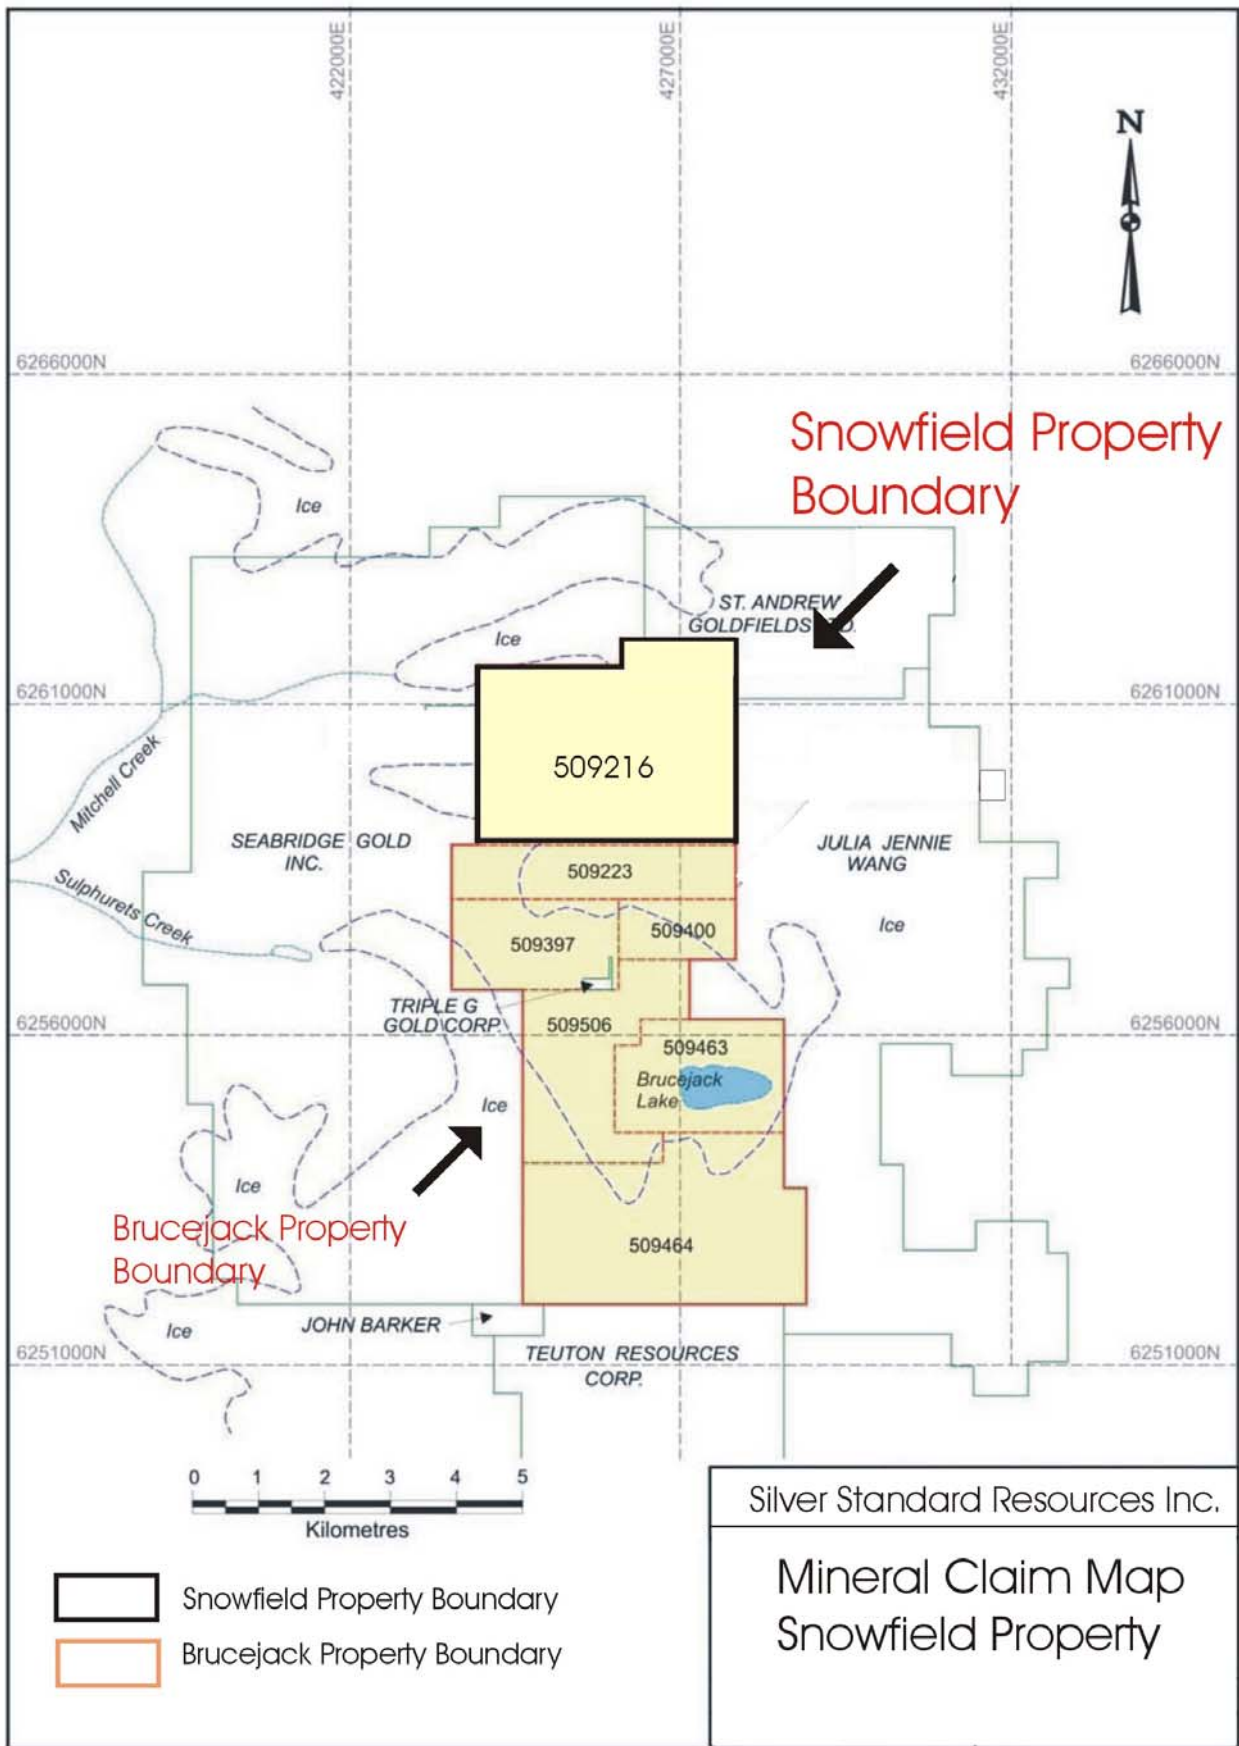 422000E
427000E
432000E
N
6266000N
6266000N
Snowfield Property
Boundary
Ice
ST. ANDREW
GOLDFIELDS TD.
Ice
6261000N
6261000N
509216
Mitchell Creek
SEABRIDGE GOLD
INC.
JULIA JENNIE
WANG
509223
Sulphurets Creek
Ice
509400
509397
TRIPLE G
GOLD CORP.
509506
6256000N
6256000N
509463
Brucejack
Lake
Ice
Ice
Brucejack Property
Boundary
509464
JOHN BARKER
Ice
TEUTON RESOURCES
CORP.
6251000N
6251000N
0 1 2 3 4 5
Kilometres
Silver Standard Resources Inc.
Mineral Claim Map
Snowfield Property
Snowfield Property Boundary
Brucejack Property Boundary